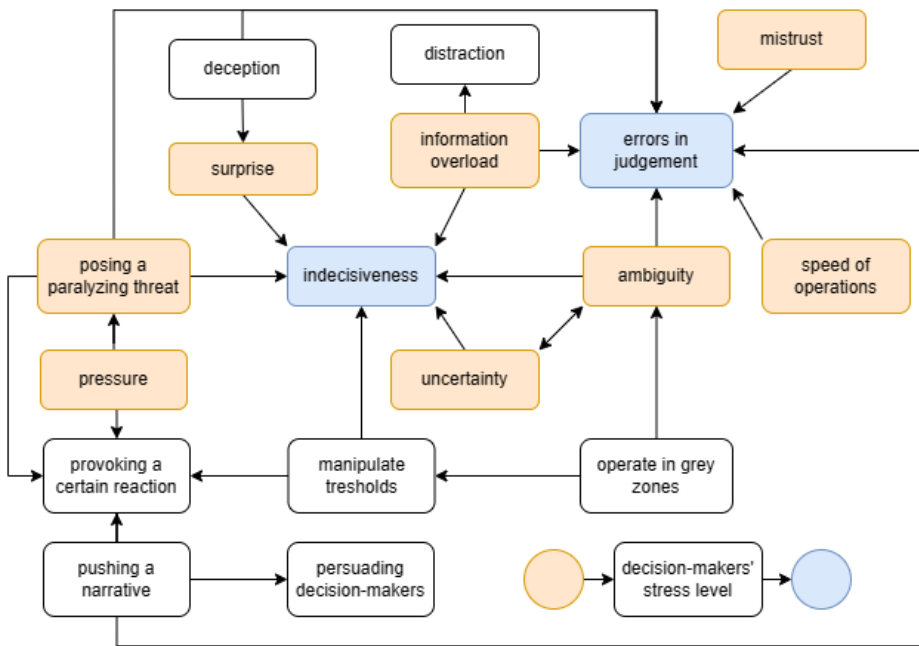 deception
distraction
mistrust
surprise
information
overload
errors in
judgement
posing a
paralyzing threat
indecisiveness
ambiguity
speed of
operations
pressure
uncertainty
provoking a
certain reaction
manipulate
tresholds
operate in grey
zones
pushing a
narrative
persuading
decision-makers
decision-makers'
stress level